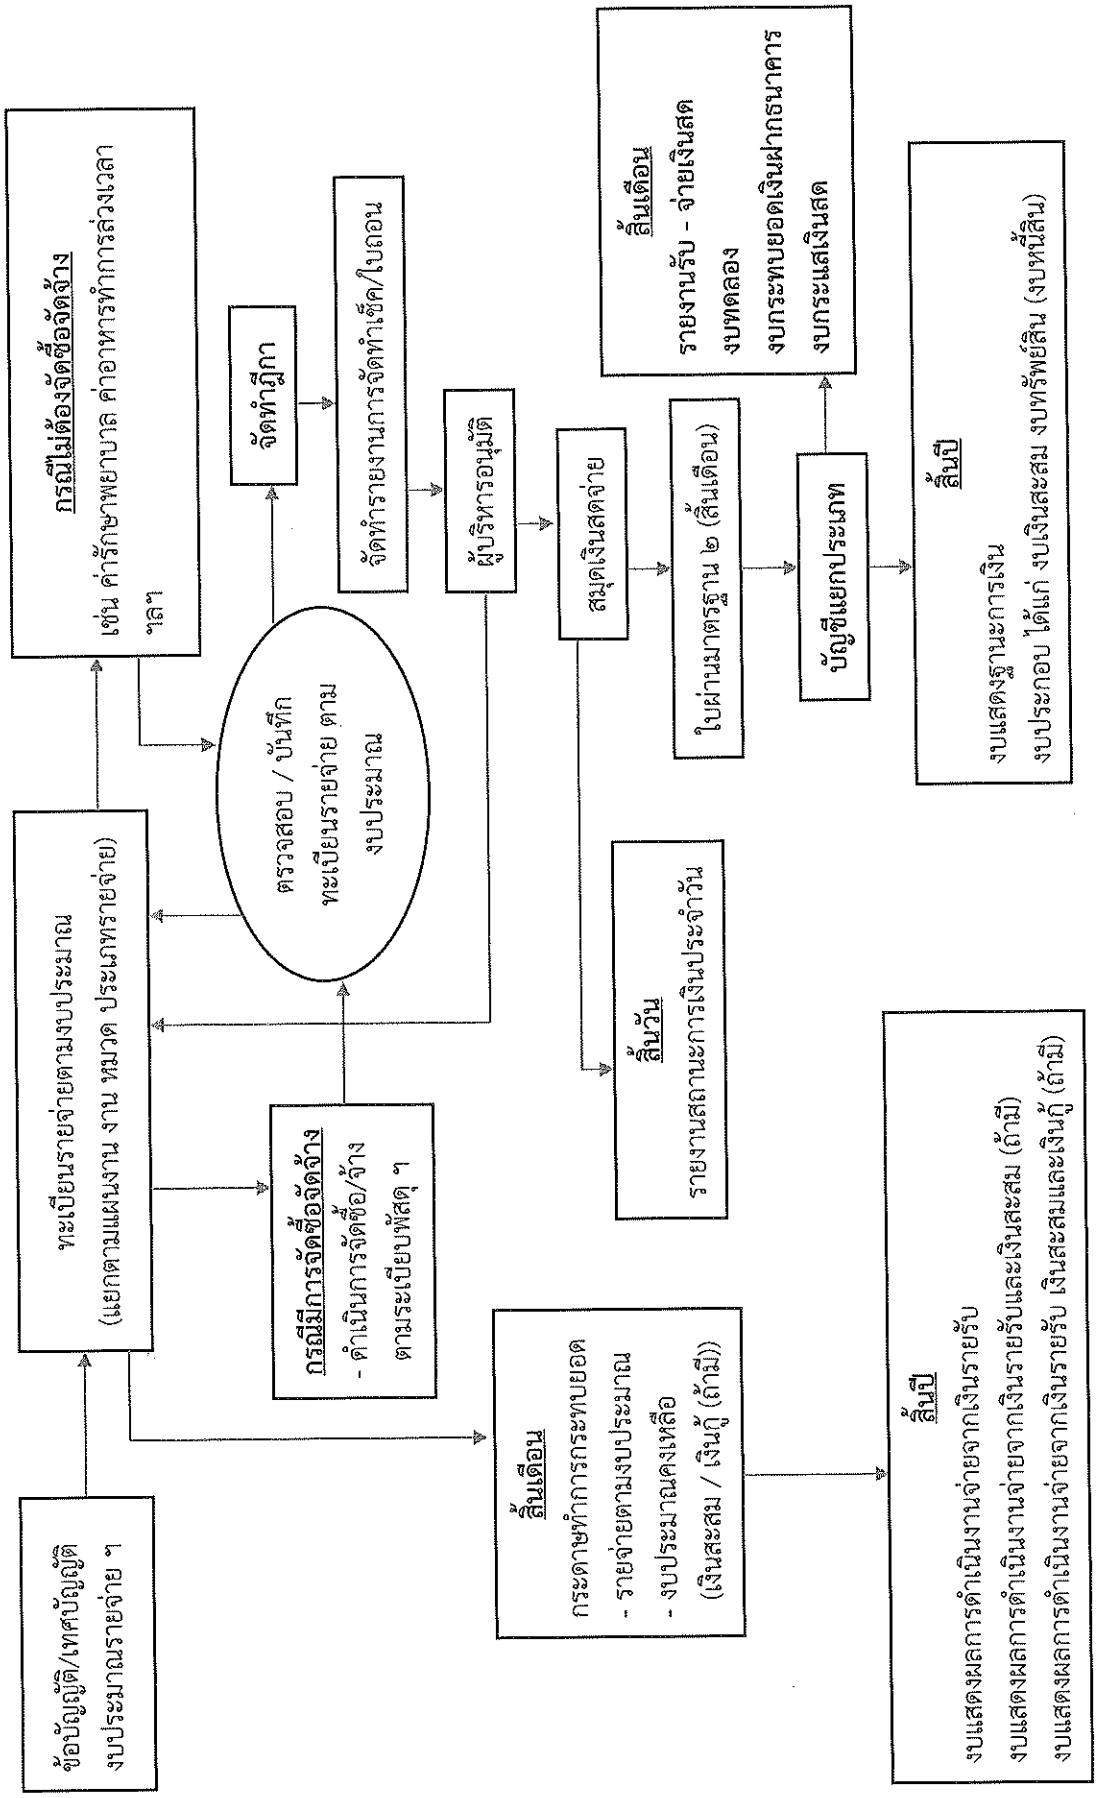 ข้อบัญญัติ/เทศบัญญัติ
งบประมาณรายจ่าย ฯ
ทะเบียนรายจ่ายตามงบประมาณ
(แยกตามแผนงาน งาน หมวด ประเภทรายจ่าย)
กรณีไม่ต้องจัดซื้อจัดจ้าง
เช่น ค่ารักษาพยาบาล ค่าอาหารทำการล่วงเวลา
ฯลฯ
กรณีมีการจัดซื้อจัดจ้าง
- ดำเนินการจัดซื้อ/จ้าง
ตามระเบียบพัสดุ ฯ
ตรวจสอบ / บันทึก
ทะเบียนรายจ่าย ตาม
งบประมาณ
จัดทำฎีกา
จัดทำรายงานการจัดทำเช็ค/ใบถอน
ผู้บริหารอนุมัติ
สมุดเงินสดจ่าย
ใบผ่านมาตรฐาน ๒ (สิ้นเดือน)
บัญชีแยกประเภท
สิ้นเดือน
รายงานรับ - จ่ายเงินสด
งบทดลอง
งบกระทบยอดเงินฝากธนาคาร
งบกระแสเงินสด
สิ้นเดือน
กระดาษทำการกระทบยอด
- รายจ่ายตามงบประมาณ
- งบประมาณคงเหลือ
(เงินสะสม / เงินกู้ (ถ้ามี))
สิ้นวัน
รายงานสถานะการเงินประจำวัน
สิ้นปี
งบแสดงผลการดำเนินงานจ่ายจากเงินรายรับ
งบแสดงผลการดำเนินงานจ่ายจากเงินรายรับและเงินสะสม (ถ้ามี)
งบแสดงผลการดำเนินงานจ่ายจากเงินรายรับ เงินสะสมและเงินกู้ (ถ้ามี)
สิ้นปี
งบแสดงฐานะการเงิน
งบประกอบ ได้แก่ งบเงินสะสม งบทรัพย์สิน (งบหนี้สิน)